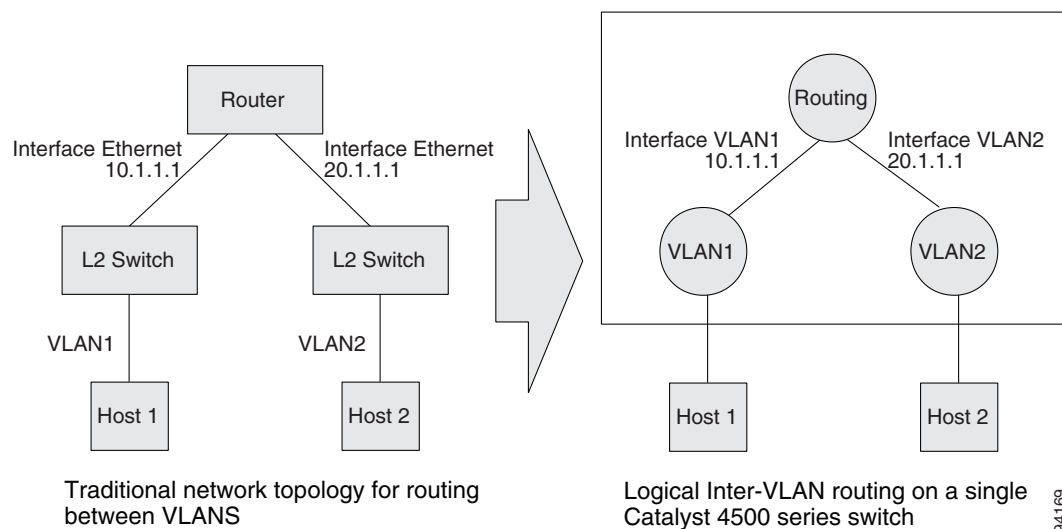 Router
Interface Ethernet
10.1.1.1
Interface Ethernet
20.1.1.1
L2 Switch
L2 Switch
VLAN1
VLAN2
Host 1
Host 2
Traditional network topology for routing
between VLANS
Routing
Interface VLAN1
10.1.1.1
Interface VLAN2
20.1.1.1
VLAN1
VLAN2
Host 1
Host 2
Logical Inter-VLAN routing on a single
Catalyst 4500 series switch